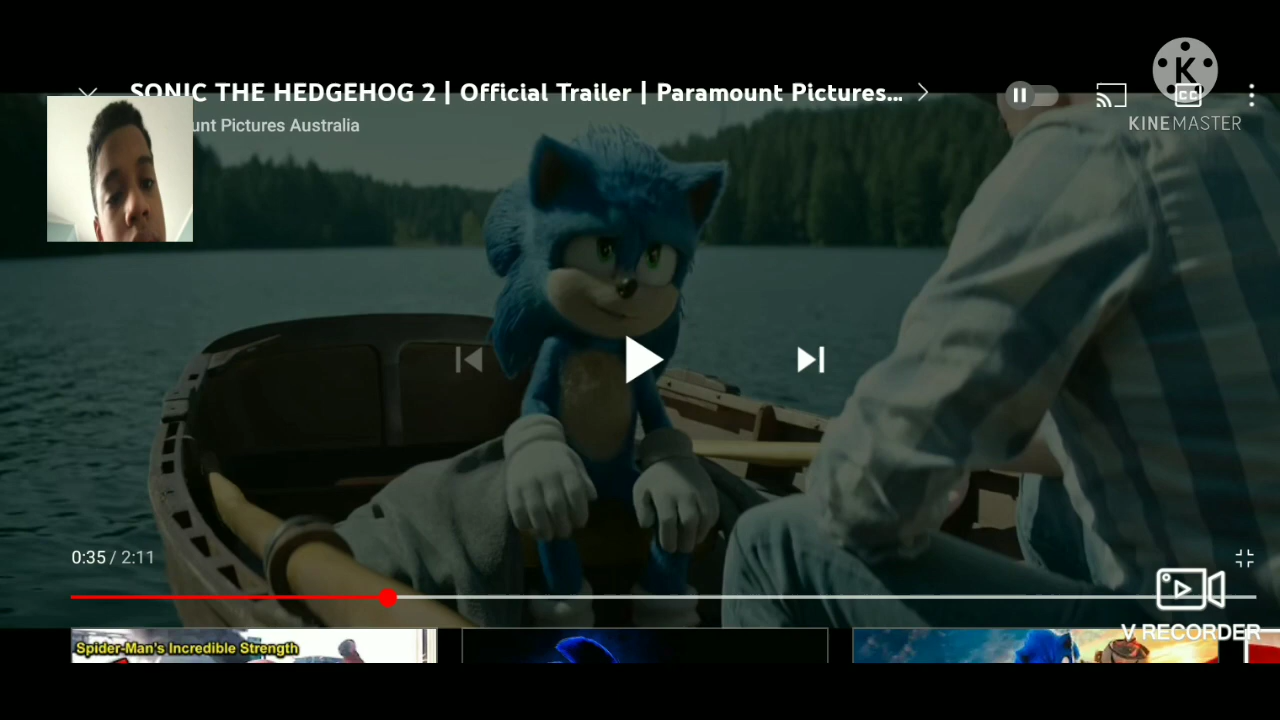 SONIC THE HEDGEHOG 2 | Official Trailer | Paramount Pictures...
unt Pictures Australia
CC
K
KINEMASTER
0:35 / 2:11
V RECORDER
Spider-Man's Incredible Strength